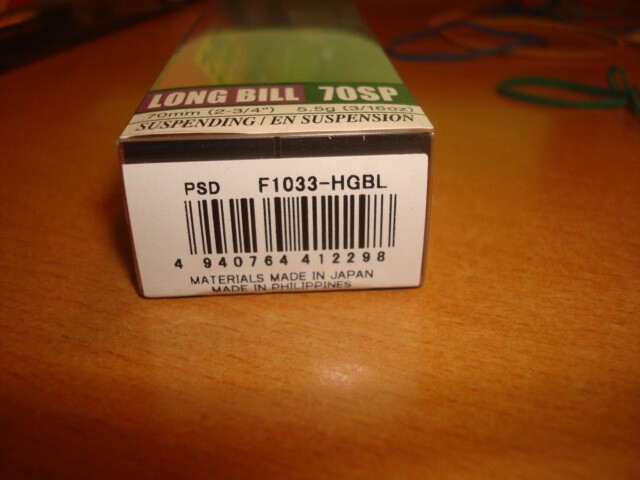 LONG BILL 70SP
70mm (2-3/4") 5.5g (3/16oz)
SUSPENDING / EN SUSPENSION
PSD F1033-HGBL
4 940764 412298
MATERIALS MADE IN JAPAN
MADE IN PHILIPPINES